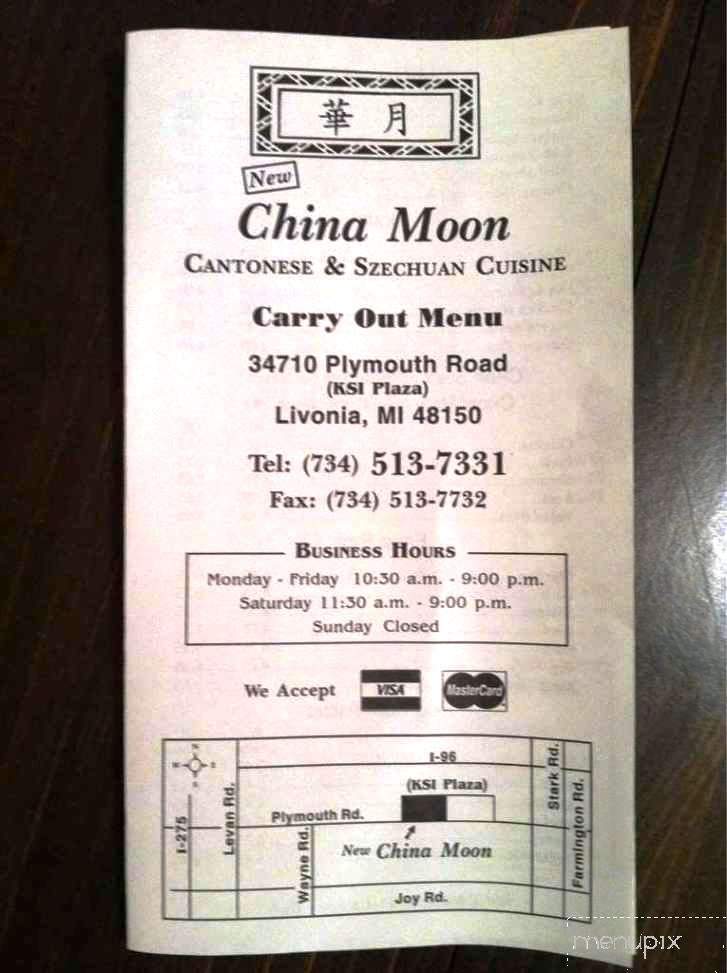 華 月
New
China Moon
CANTONESE & SZECHUAN CUISINE
Carry Out Menu
34710 Plymouth Road
(KSI Plaza)
Livonia, MI 48150
Tel: (734) 513-7331
Fax: (734) 513-7732
BUSINESS HOURS
Monday - Friday 10:30 a.m. - 9:00 p.m.
Saturday 11:30 a.m. - 9:00 p.m.
Sunday Closed
We Accept VISA MasterCard
I-96
(KSI Plaza)
Plymouth Rd.
New China Moon
Joy Rd.
I-275
Levan Rd.
Wayne Rd.
Stark Rd.
Farmington Rd.
menupix